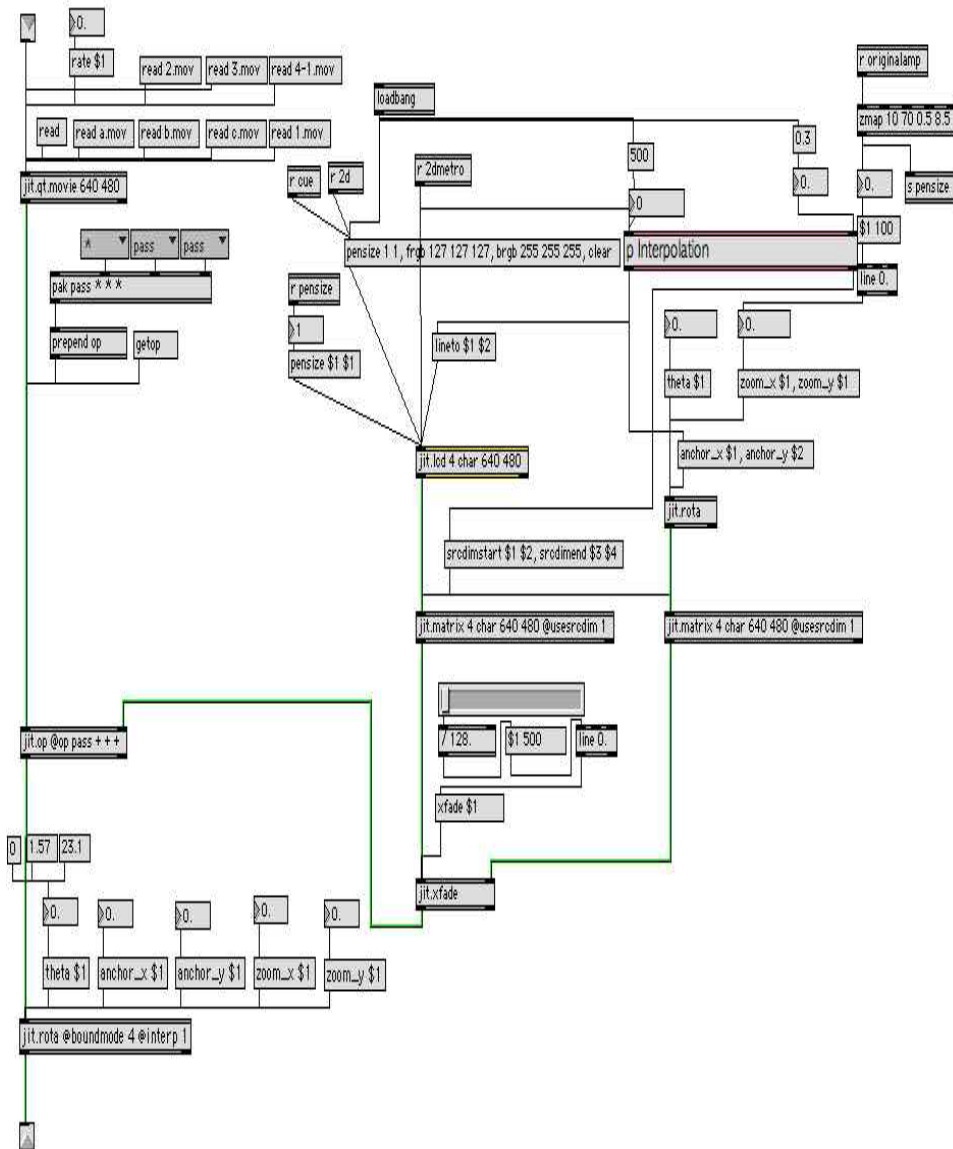 0.
rate $1
read 2.mov
read 3.mov
read 4-1.mov
r originalamp
loadbang
zmap 10 70 0.5 8.5
read
read a.mov
read b.mov
read c.mov
read 1.mov
0.3
500
r 2dmetro
r 2d
r cue
jit.qt.movie 640 480
0.
0.
s pensize
0
* pass pass
$1 100
pensize 1 1, frgb 127 127 127, brgb 255 255 255, clear
p Interpolation
pak pass * * *
r pensize
line 0.
1
0.
0.
prepend op
getop
lineto $1 $2
pensize $1 $1
theta $1
zoom_x $1, zoom_y $1
anchor_x $1, anchor_y $2
jit.lcd 4 char 640 480
jit.rota
srcdimstart $1 $2, srcdimend $3 $4
jit.matrix 4 char 640 480 @usesrcdim 1
jit.matrix 4 char 640 480 @usesrcdim 1
jit.op @op pass + + +
/ 128.
$1 500
line 0.
xfade $1
0
1.57
23.1
jit.xfade
0.
0.
0.
0.
0.
theta $1
anchor_x $1
anchor_y $1
zoom_x $1
zoom_y $1
jit.rota @boundmode 4 @interp 1